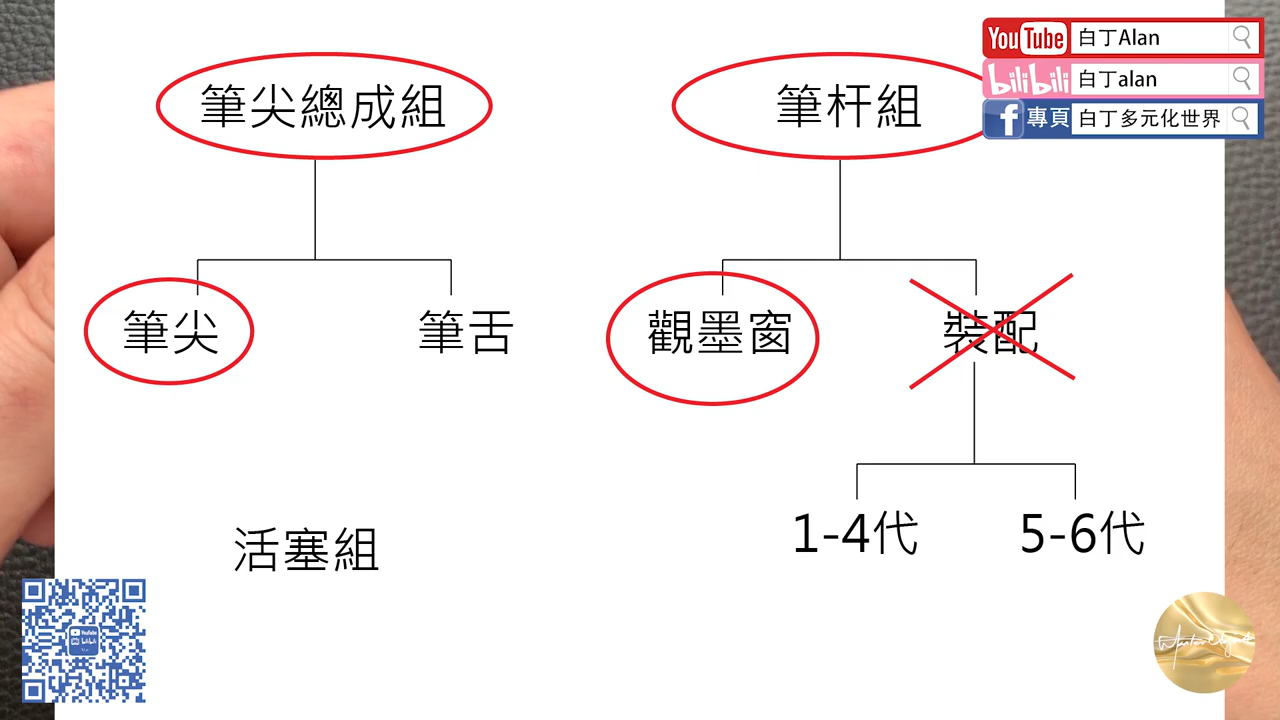 YouTube 白丁Alan
bilibili 白丁alan
f 專頁 白丁多元化世界
筆尖總成組
筆杆組
筆尖
筆舌
觀墨窗
裝配
1-4代
5-6代
活塞組